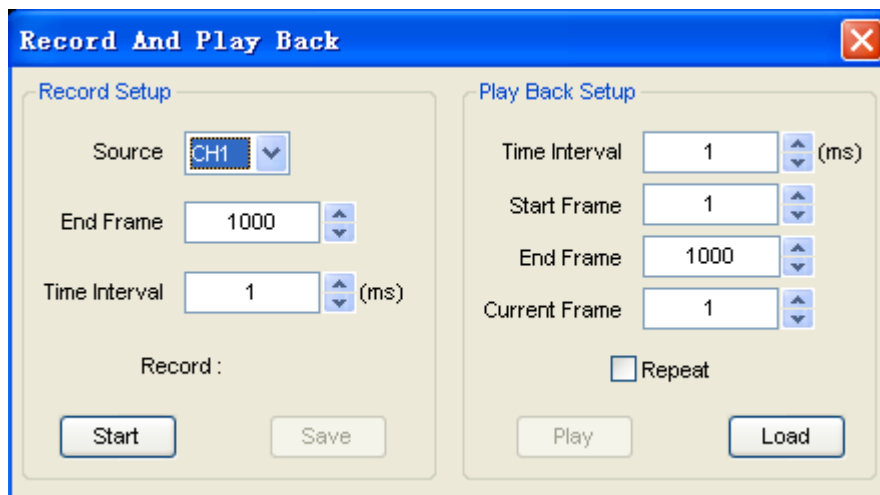 Record And Play Back
Record Setup
Source CH1
End Frame 1000
Time Interval 1 (ms)
Record :
Start Save
Play Back Setup
Time Interval 1 (ms)
Start Frame 1
End Frame 1000
Current Frame 1
Repeat
Play Load